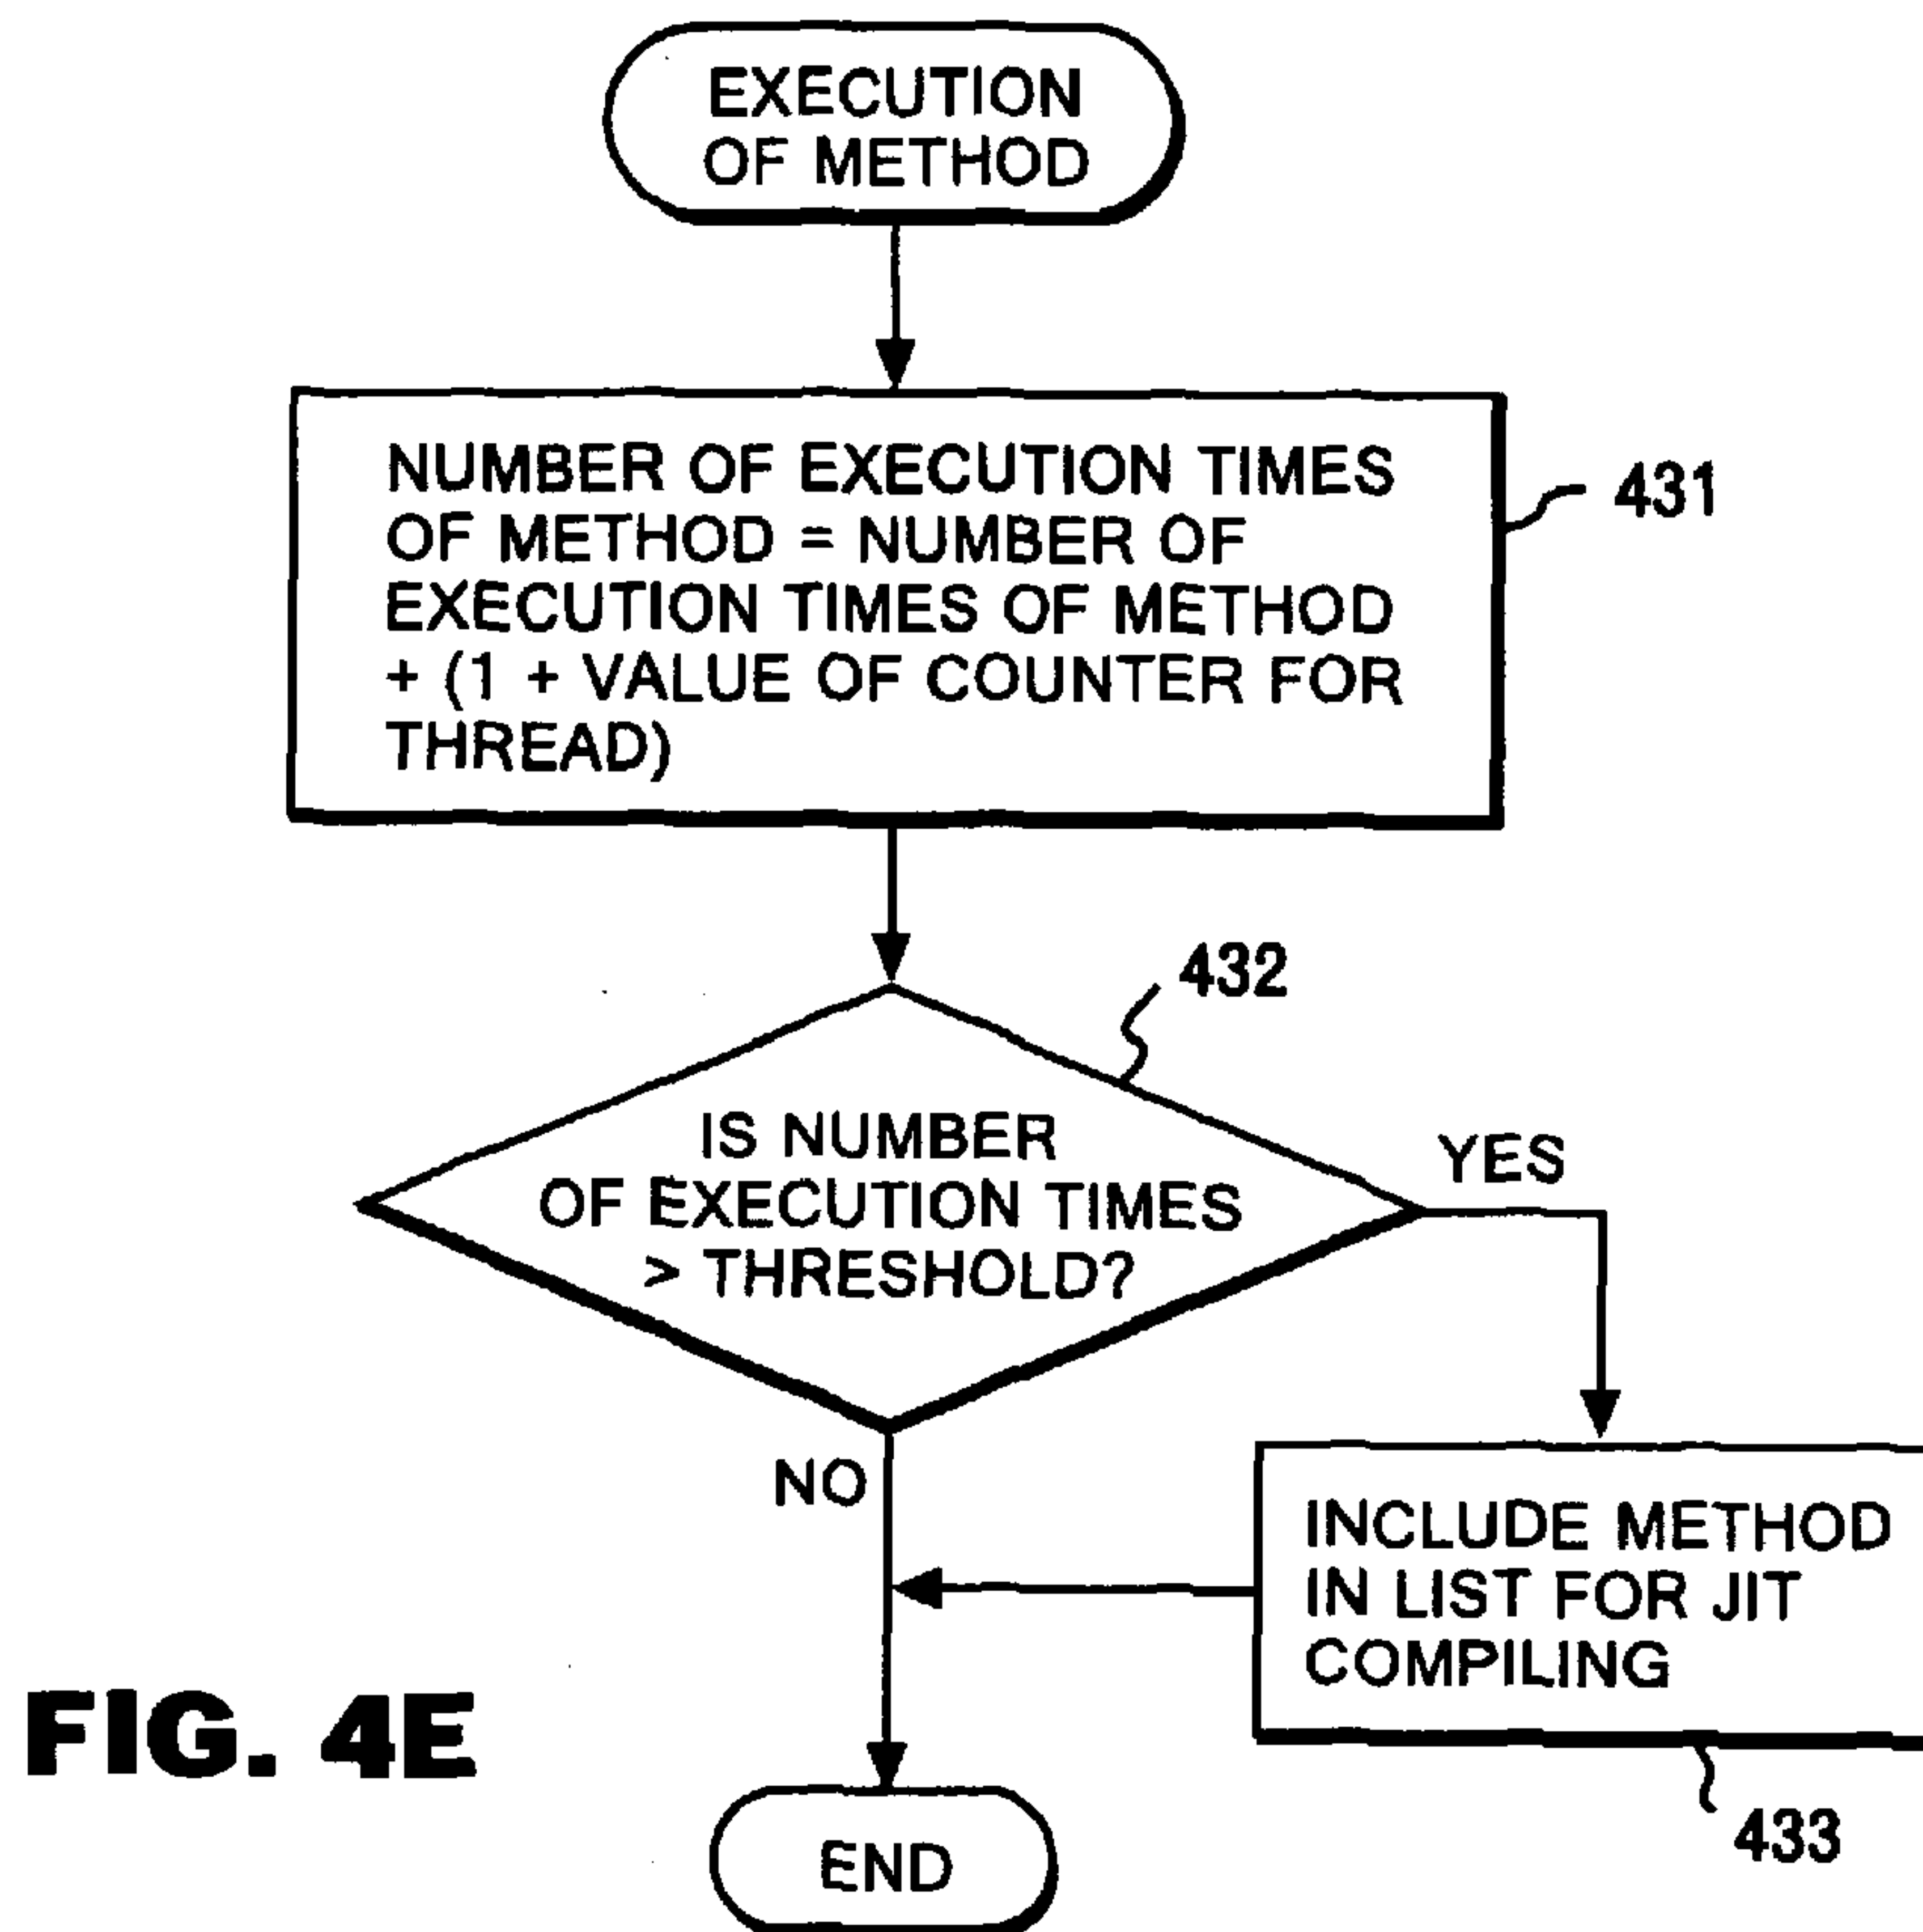 EXECUTION
OF METHOD
NUMBER OF EXECUTION TIMES
OF METHOD = NUMBER OF
EXECUTION TIMES OF METHOD
+ (1 + VALUE OF COUNTER FOR
THREAD)
431
432
IS NUMBER
OF EXECUTION TIMES
> THRESHOLD?
YES
NO
INCLUDE METHOD
IN LIST FOR JIT
COMPILING
433
FIG. 4E
END